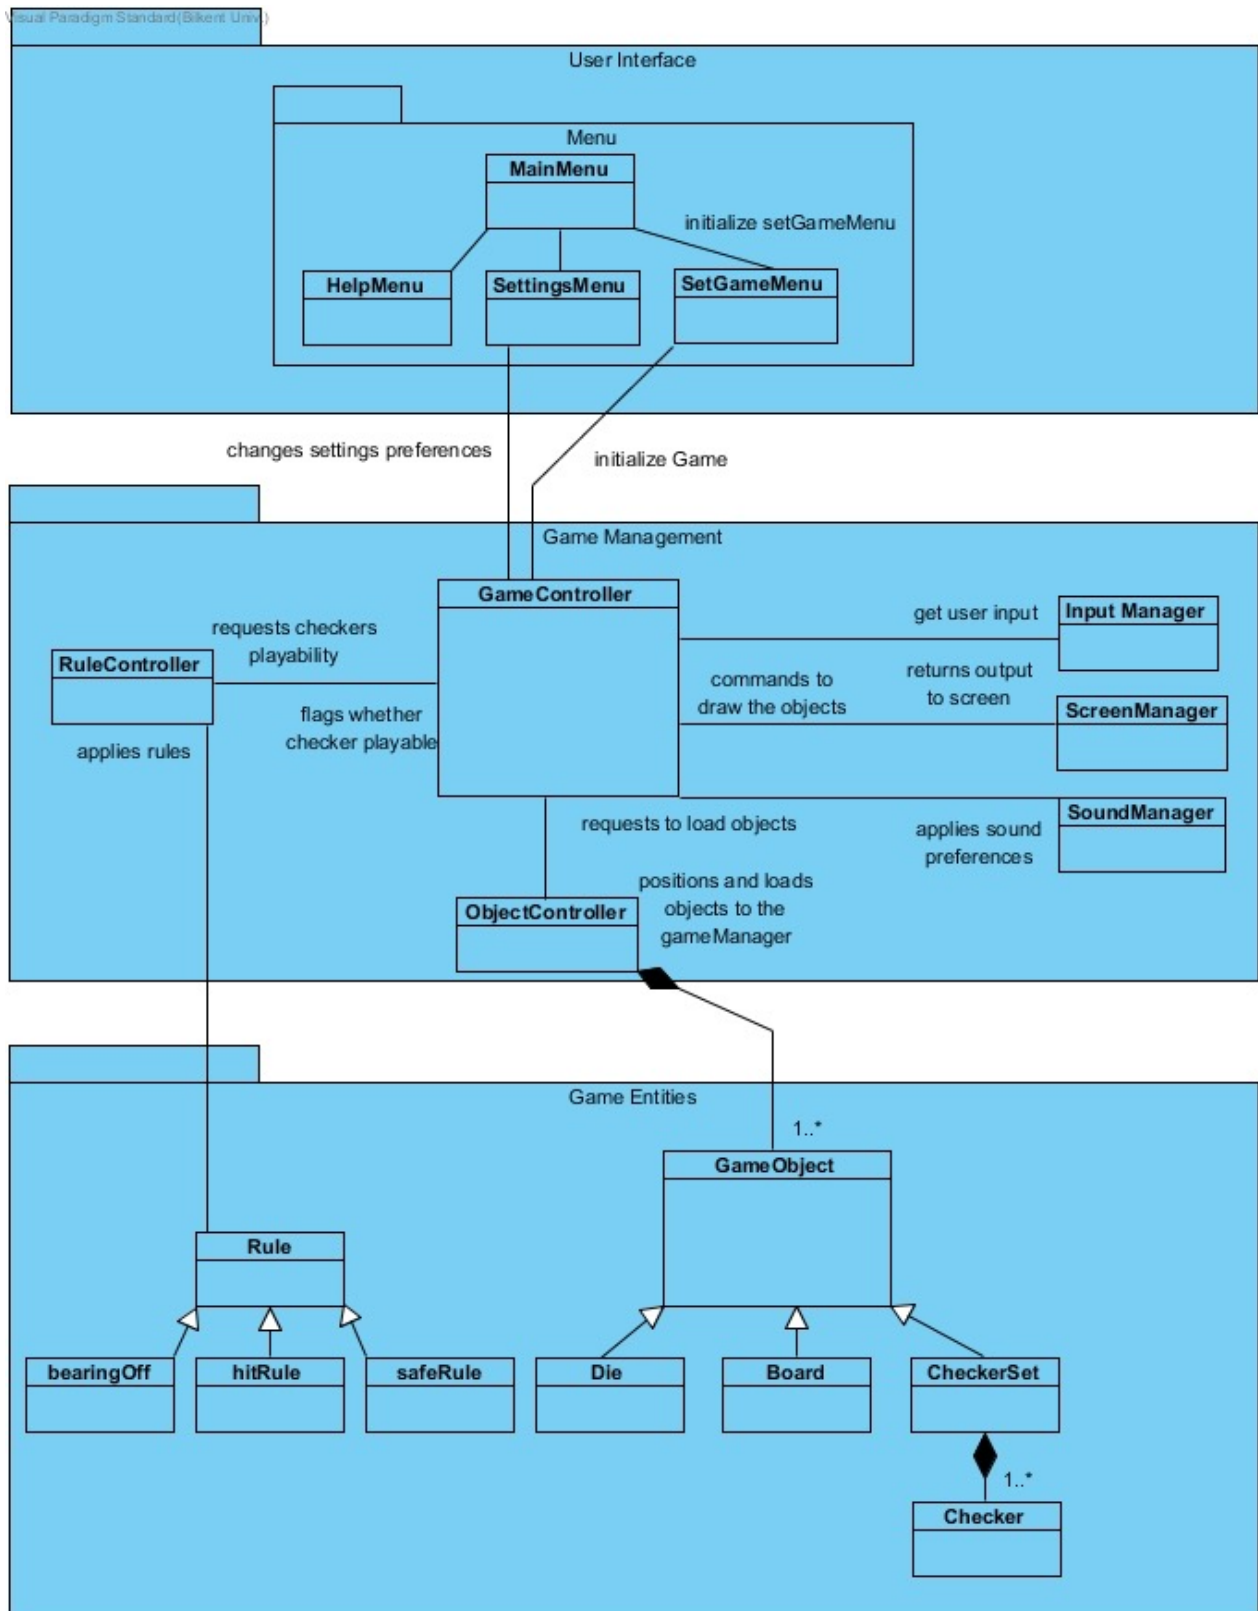 Visual Paradigm Standard(Bilkent Univ.)
User Interface
Menu
MainMenu
initialize setGameMenu
HelpMenu
SettingsMenu
SetGameMenu
changes settings preferences
initialize Game
Game Management
GameController
get user input
Input Manager
requests checkers
playability
RuleController
commands to
draw the objects
returns output
to screen
ScreenManager
flags whether
checker playable
applies rules
requests to load objects
applies sound
preferences
SoundManager
positions and loads
objects to the
gameManager
ObjectController
Game Entities
1..*
GameObject
Rule
bearingOff
hitRule
safeRule
Die
Board
CheckerSet
1..*
Checker